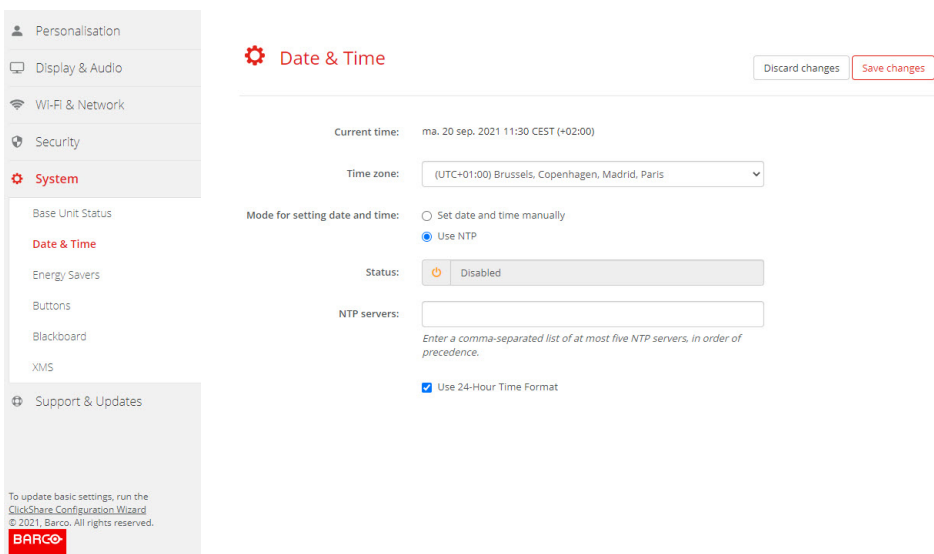 Personalisation
Display & Audio
Wi-Fi & Network
Security
System
Base Unit Status
Date & Time
Energy Savers
Buttons
Blackboard
XMS
Support & Updates
To update basic settings, run the
ClickShare Configuration Wizard
© 2021, Barco. All rights reserved.
BARCO
Date & Time
Discard changes
Save changes
Current time: ma. 20 sep. 2021 11:30 CEST (+02:00)
Time zone: (UTC+01:00) Brussels, Copenhagen, Madrid, Paris
Mode for setting date and time: Set date and time manually
Use NTP
Status: Disabled
NTP servers:
Enter a comma-separated list of at most five NTP servers, in order of
precedence.
Use 24-Hour Time Format